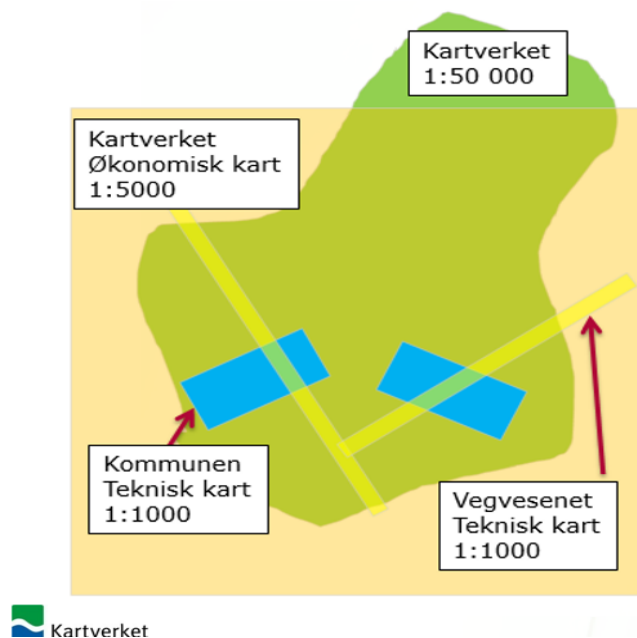 Kartverket
1:50 000
Kartverket
Økonomisk kart
1:5000
Kommunen
Teknisk kart
1:1000
Vegvesenet
Teknisk kart
1:1000
Kartverket